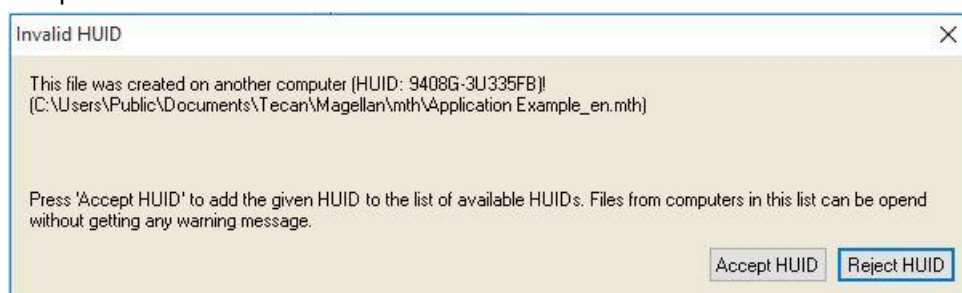 Invalid HUID
This file was created on another computer (HUID: 9408G-3U335FB)!
(C:\Users\Public\Documents\Tecan\Magellan\mth\Application Example_en.mth)
Press 'Accept HUID' to add the given HUID to the list of available HUIDs. Files from computers in this list can be opend
without getting any warning message.
Accept HUID Reject HUID